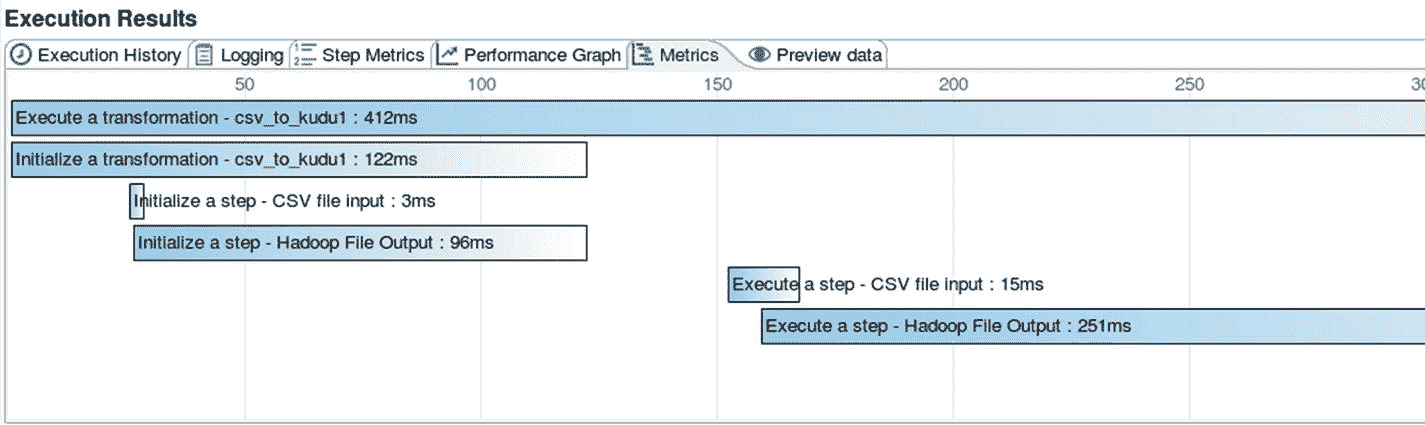 Execution Results
Execution History Logging Step Metrics Performance Graph Metrics Preview data
50 100 150 200 250
Execute a transformation - csv_to_kudu1 : 412ms
Initialize a transformation - csv_to_kudu1 : 122ms
Initialize a step - CSV file input : 3ms
Initialize a step - Hadoop File Output : 96ms
Execute a step - CSV file input : 15ms
Execute a step - Hadoop File Output : 251ms